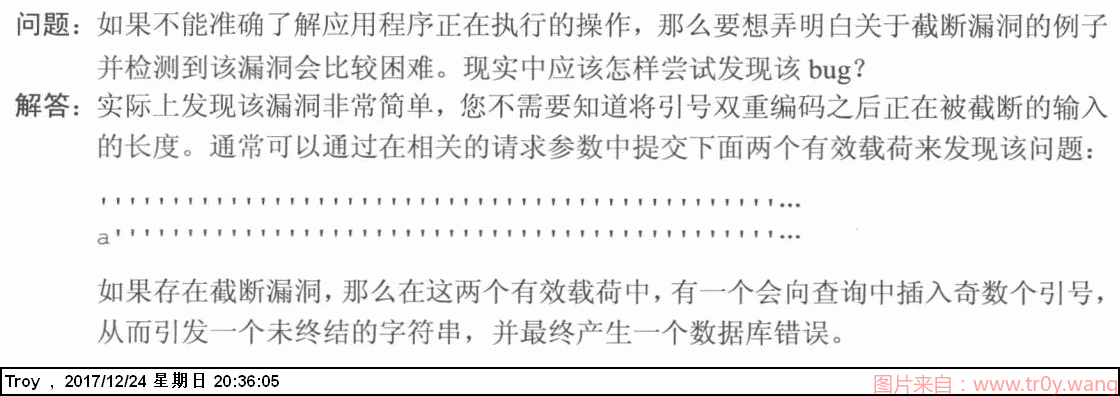 问题：如果不能准确了解应用程序正在执行的操作，那么要想弄明白关于截断漏洞的例子
并检测到该漏洞会比较困难。现实中应该怎样尝试发现该 bug？
解答：实际上发现该漏洞非常简单，您不需要知道将引号双重编码之后正在被截断的输入
的长度。通常可以通过在相关的请求参数中提交下面两个有效载荷来发现该问题：
'''''''''''''''''''''''''''''''''''''''''''''''...
a''''''''''''''''''''''''''''''''''''''''''''''...
如果存在截断漏洞，那么在这两个有效载荷中，有一个会向查询中插入奇数个引号，
从而引发一个未终结的字符串，并最终产生一个数据库错误。
Troy , 2017/12/24 星期日 20:36:05
图片来自：www.tr0y.wang